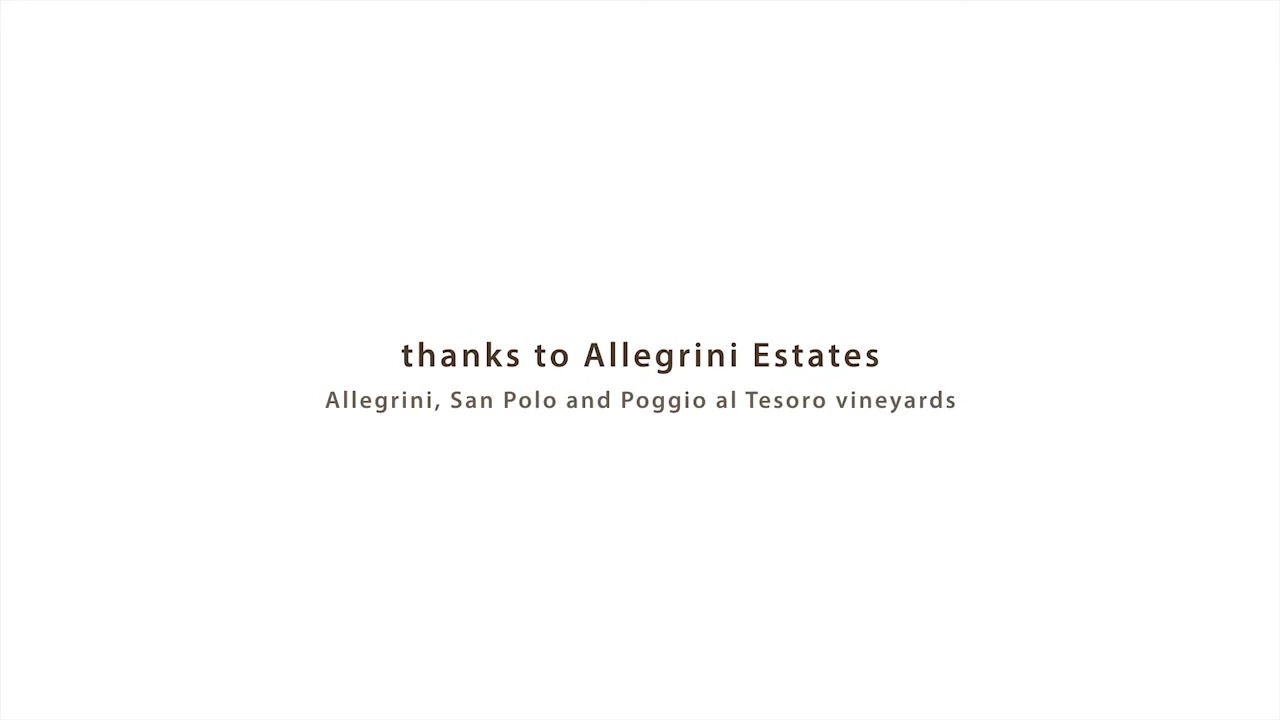 thanks to Allegrini Estates
Allegrini, San Polo and Poggio al Tesoro vineyards